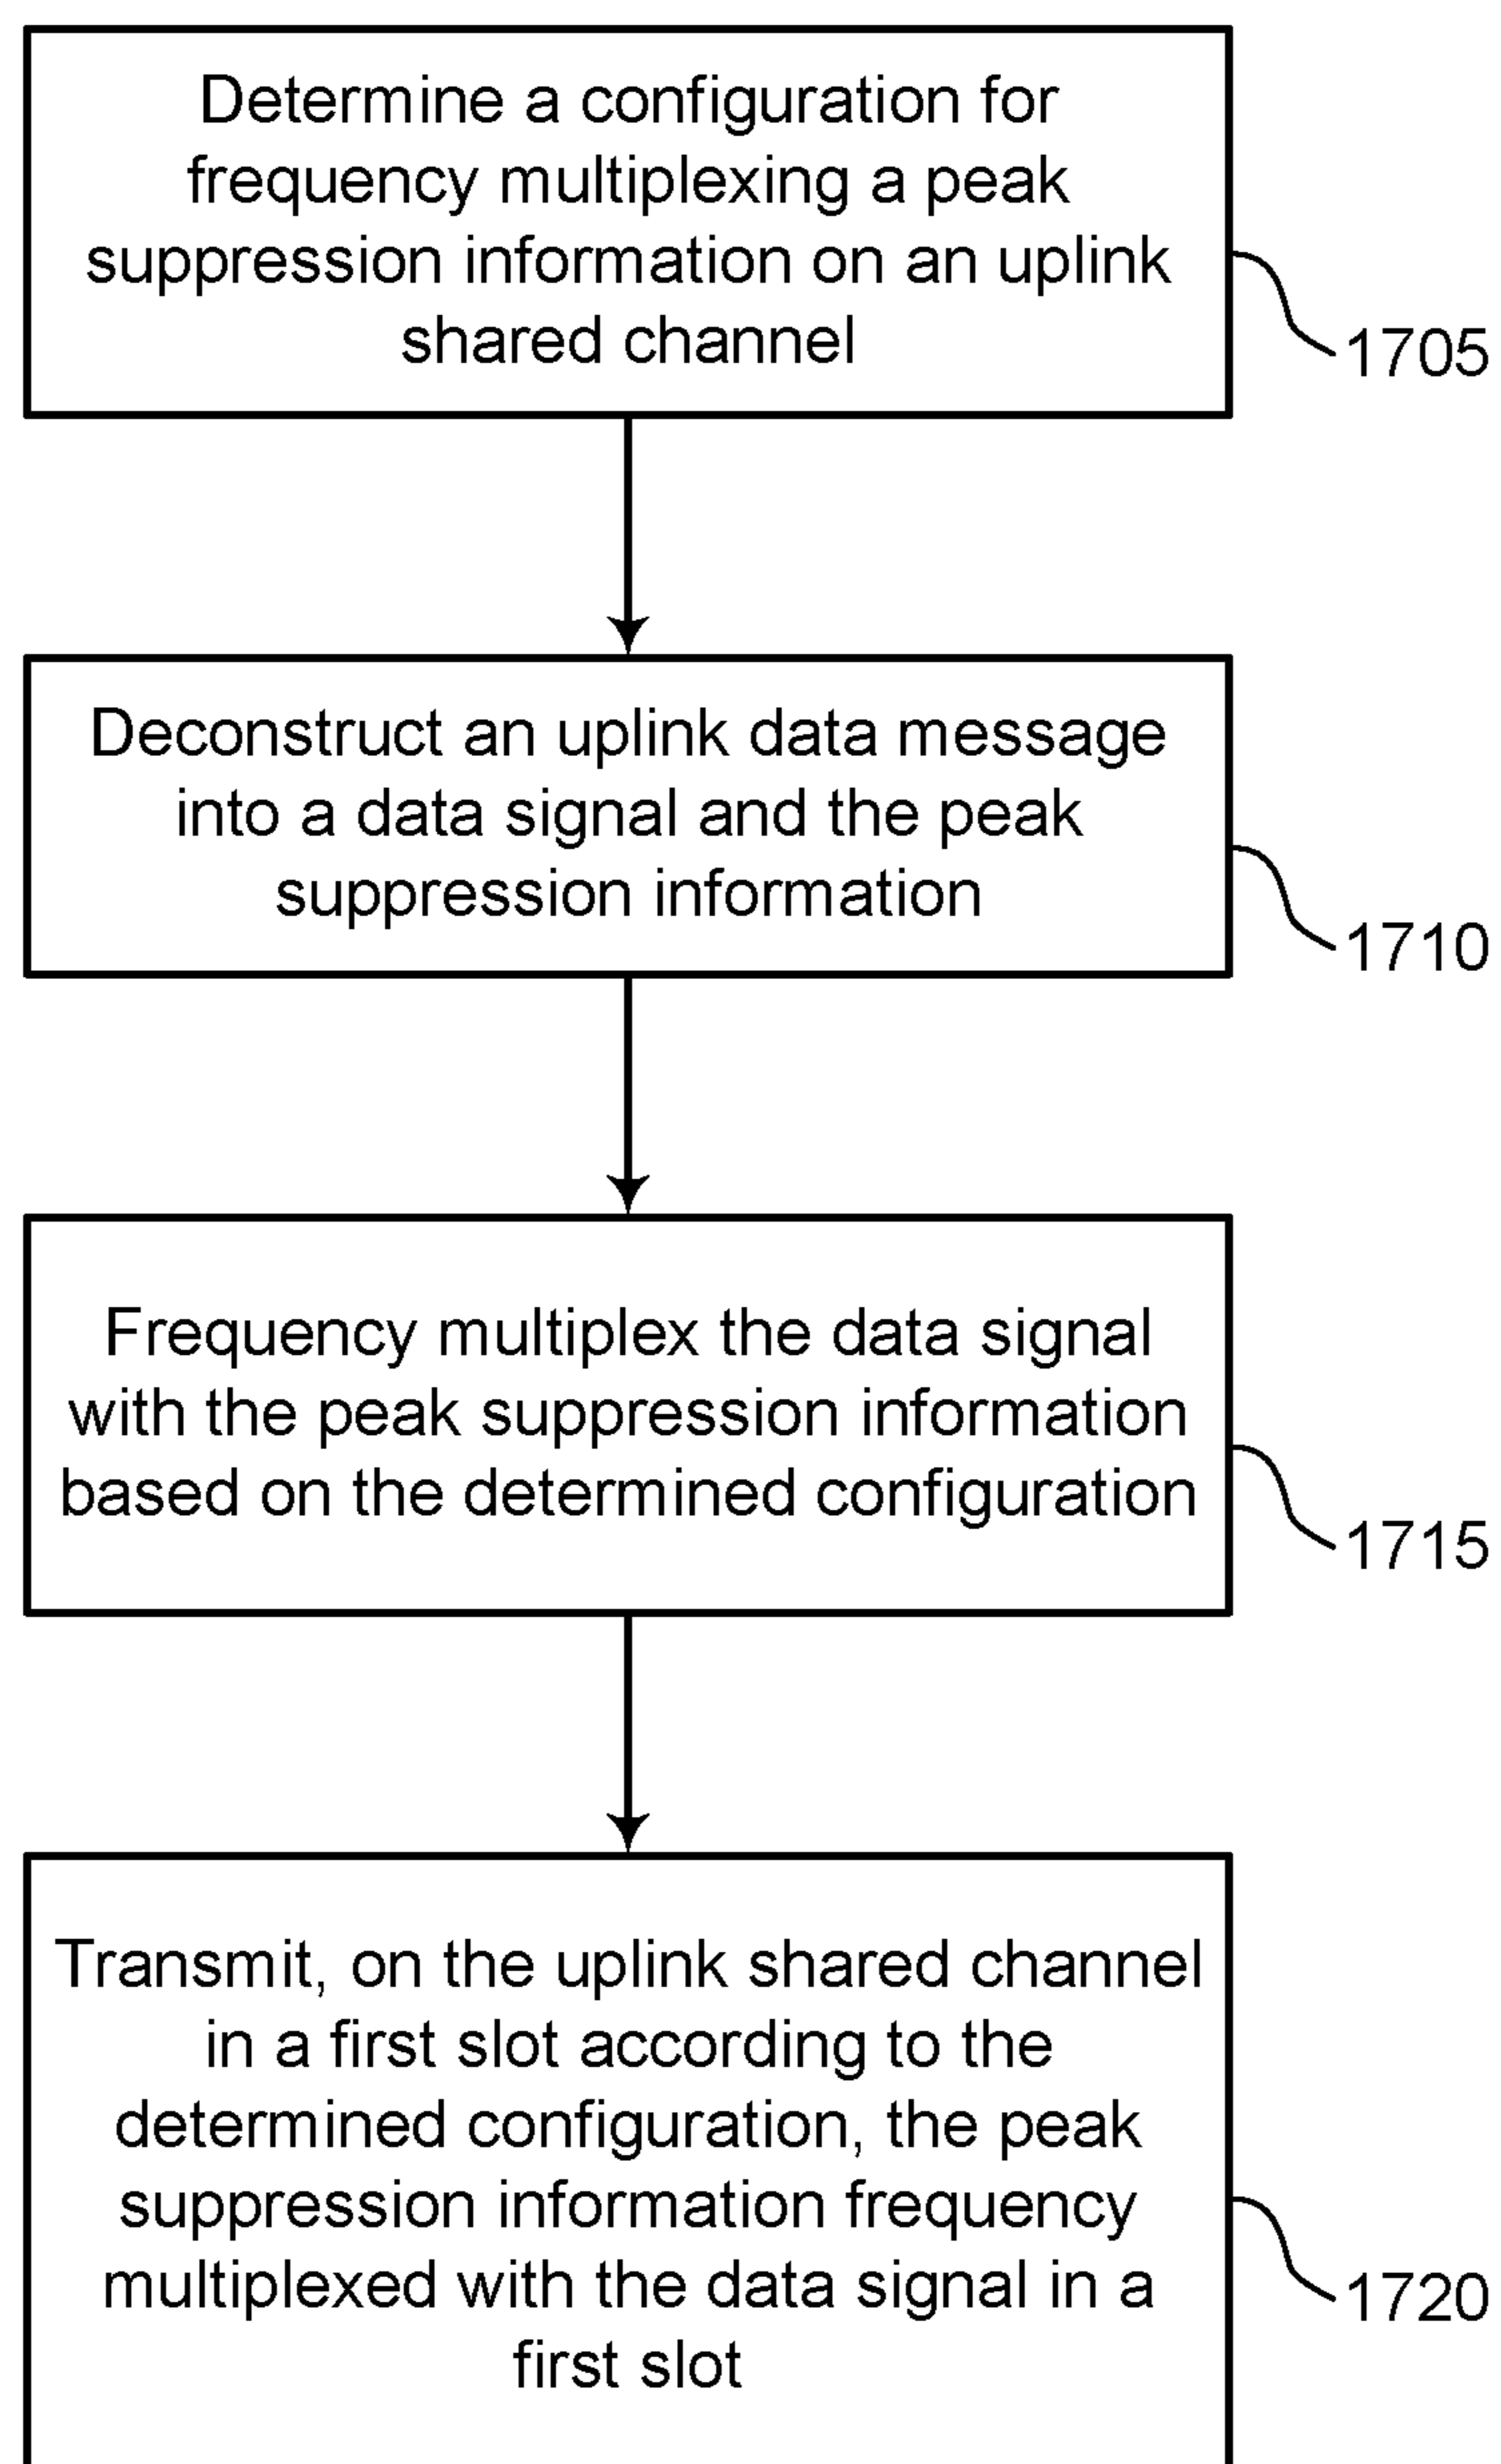 Determine a configuration for
frequency multiplexing a peak
suppression information on an uplink
shared channel
1705
Deconstruct an uplink data message
into a data signal and the peak
suppression information
1710
Frequency multiplex the data signal
with the peak suppression information
based on the determined configuration
1715
Transmit, on the uplink shared channel
in a first slot according to the
determined configuration, the peak
suppression information frequency
multiplexed with the data signal in a
first slot
1720